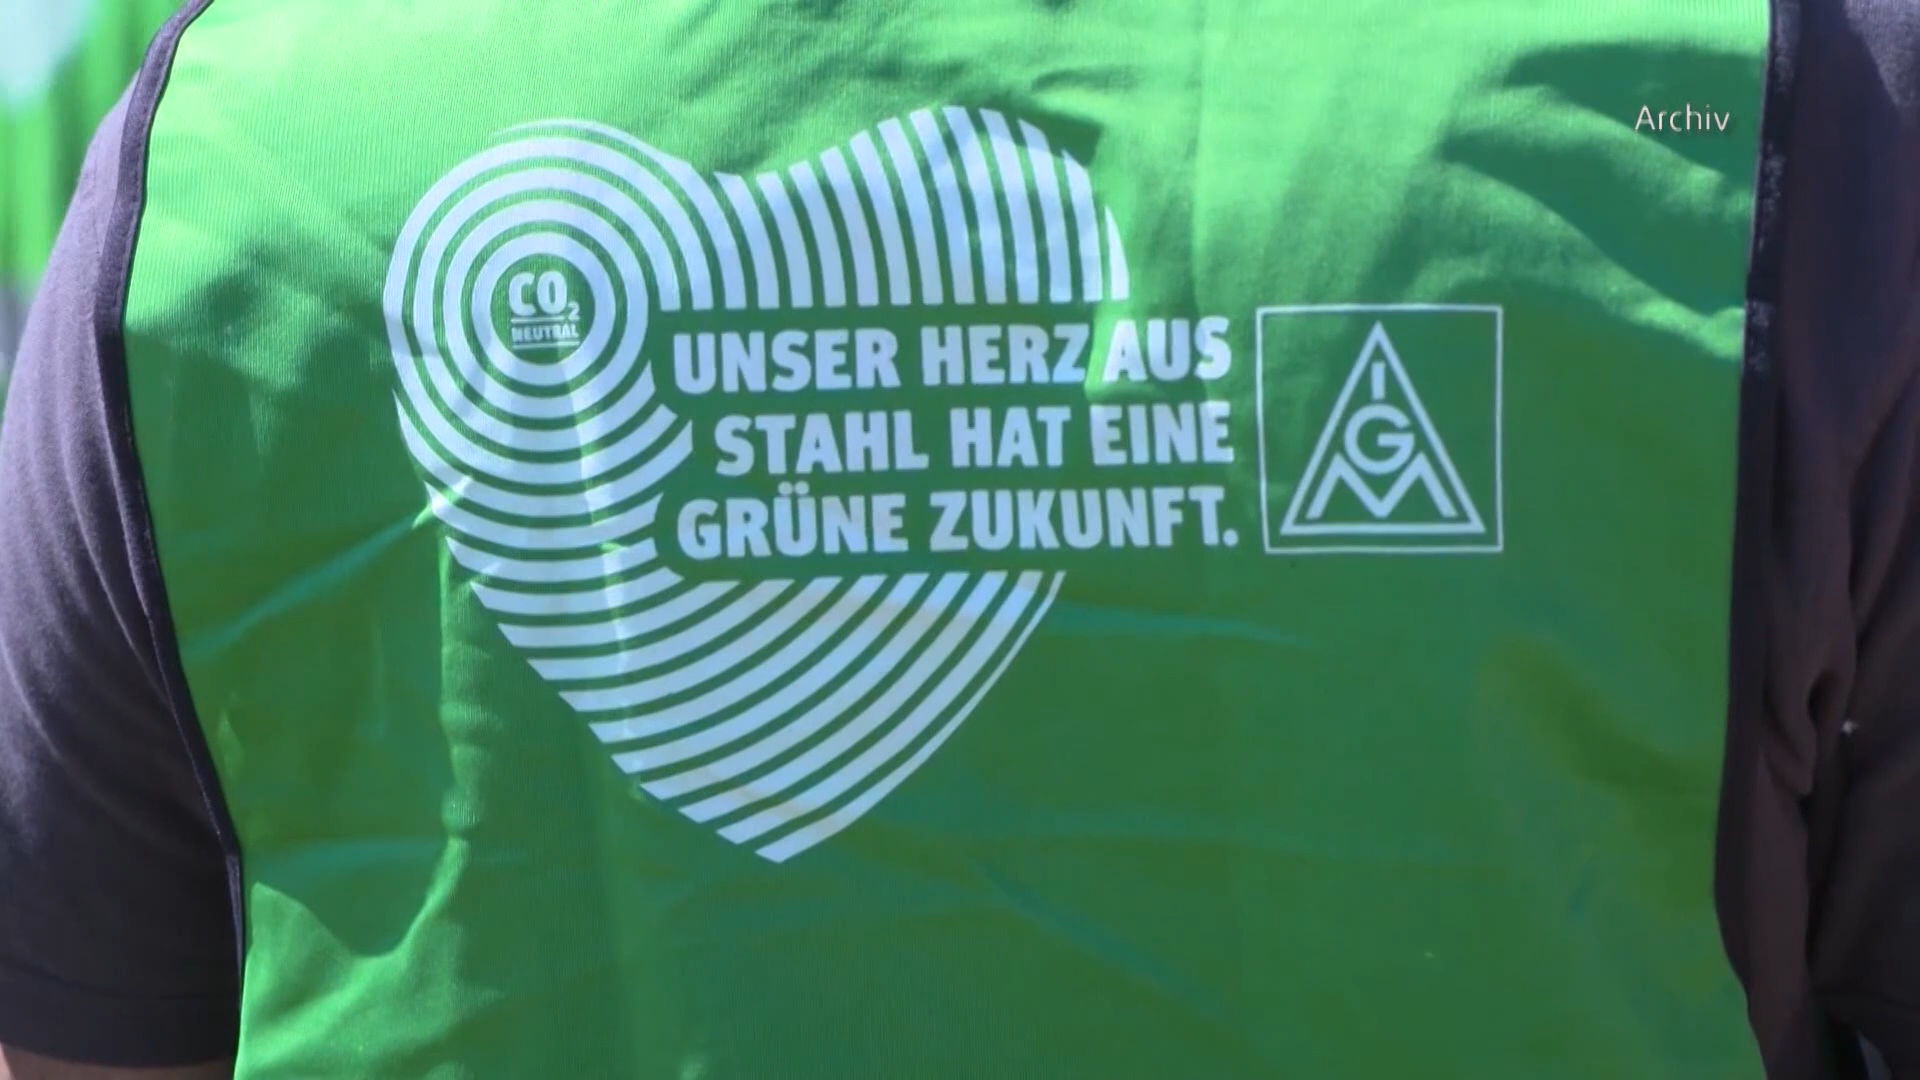 Archiv
CO2
NEUTRAL
UNSER HERZ AUS
STAHL HAT EINE
GRÜNE ZUKUNFT.
IGM